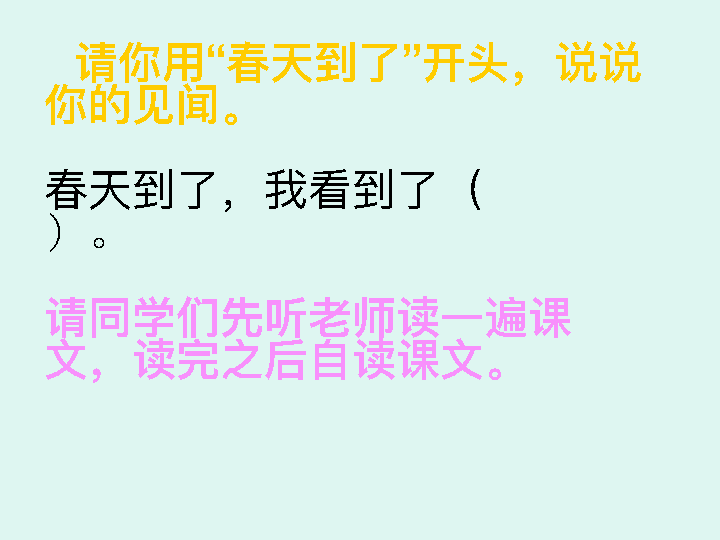 请你用“春天到了”开头，说说
你的见闻。
春天到了，我看到了（
）。
请同学们先听老师读一遍课
文，读完之后自读课文。